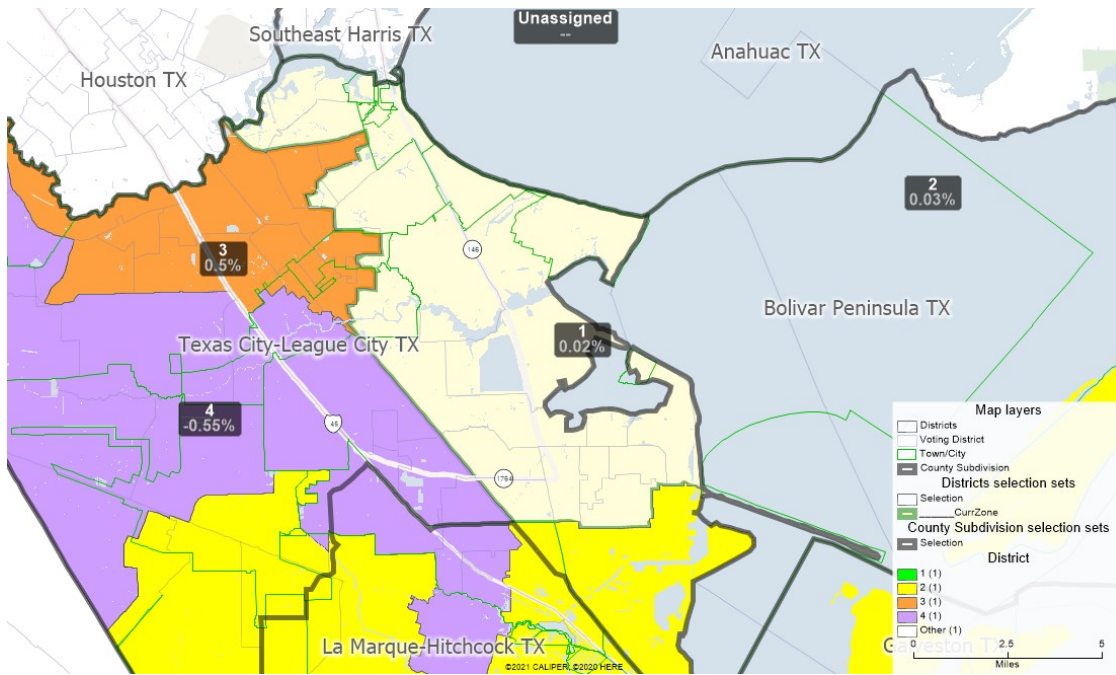 Unassigned
--
Southeast Harris TX
Anahuac TX
Houston TX
2
0.03%
3
0.5%
146
Bolivar Peninsula TX
1
0.02%
Texas City-League City TX
4
-0.55%
45
1764
La Marque-Hitchcock TX
©2021 CALIPER; ©2020 HERE
Map layers
Districts
Voting District
Town/City
County Subdivision
Districts selection sets
Selection
CurrZone
County Subdivision selection sets
Selection
District
1 (1)
2 (1)
3 (1)
4 (1)
Other (1)
Galveston TX
0 2.5 5
Miles